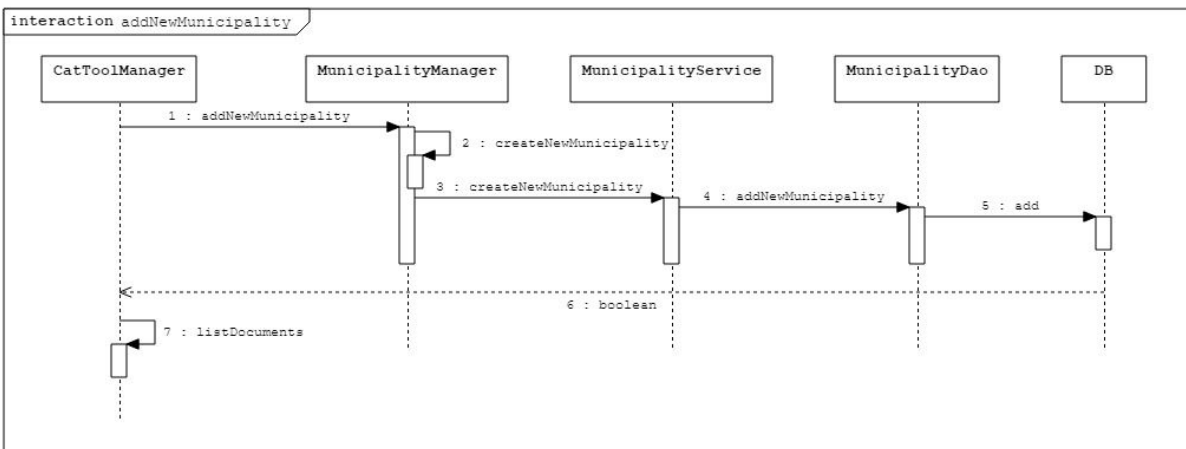 interaction addNewMunicipality
CatToolManager
MunicipalityManager
MunicipalityService
MunicipalityDao
DB
1 : addNewMunicipality
2 : createNewMunicipality
3 : createNewMunicipality
4 : addNewMunicipality
5 : add
6 : boolean
7 : listDocuments